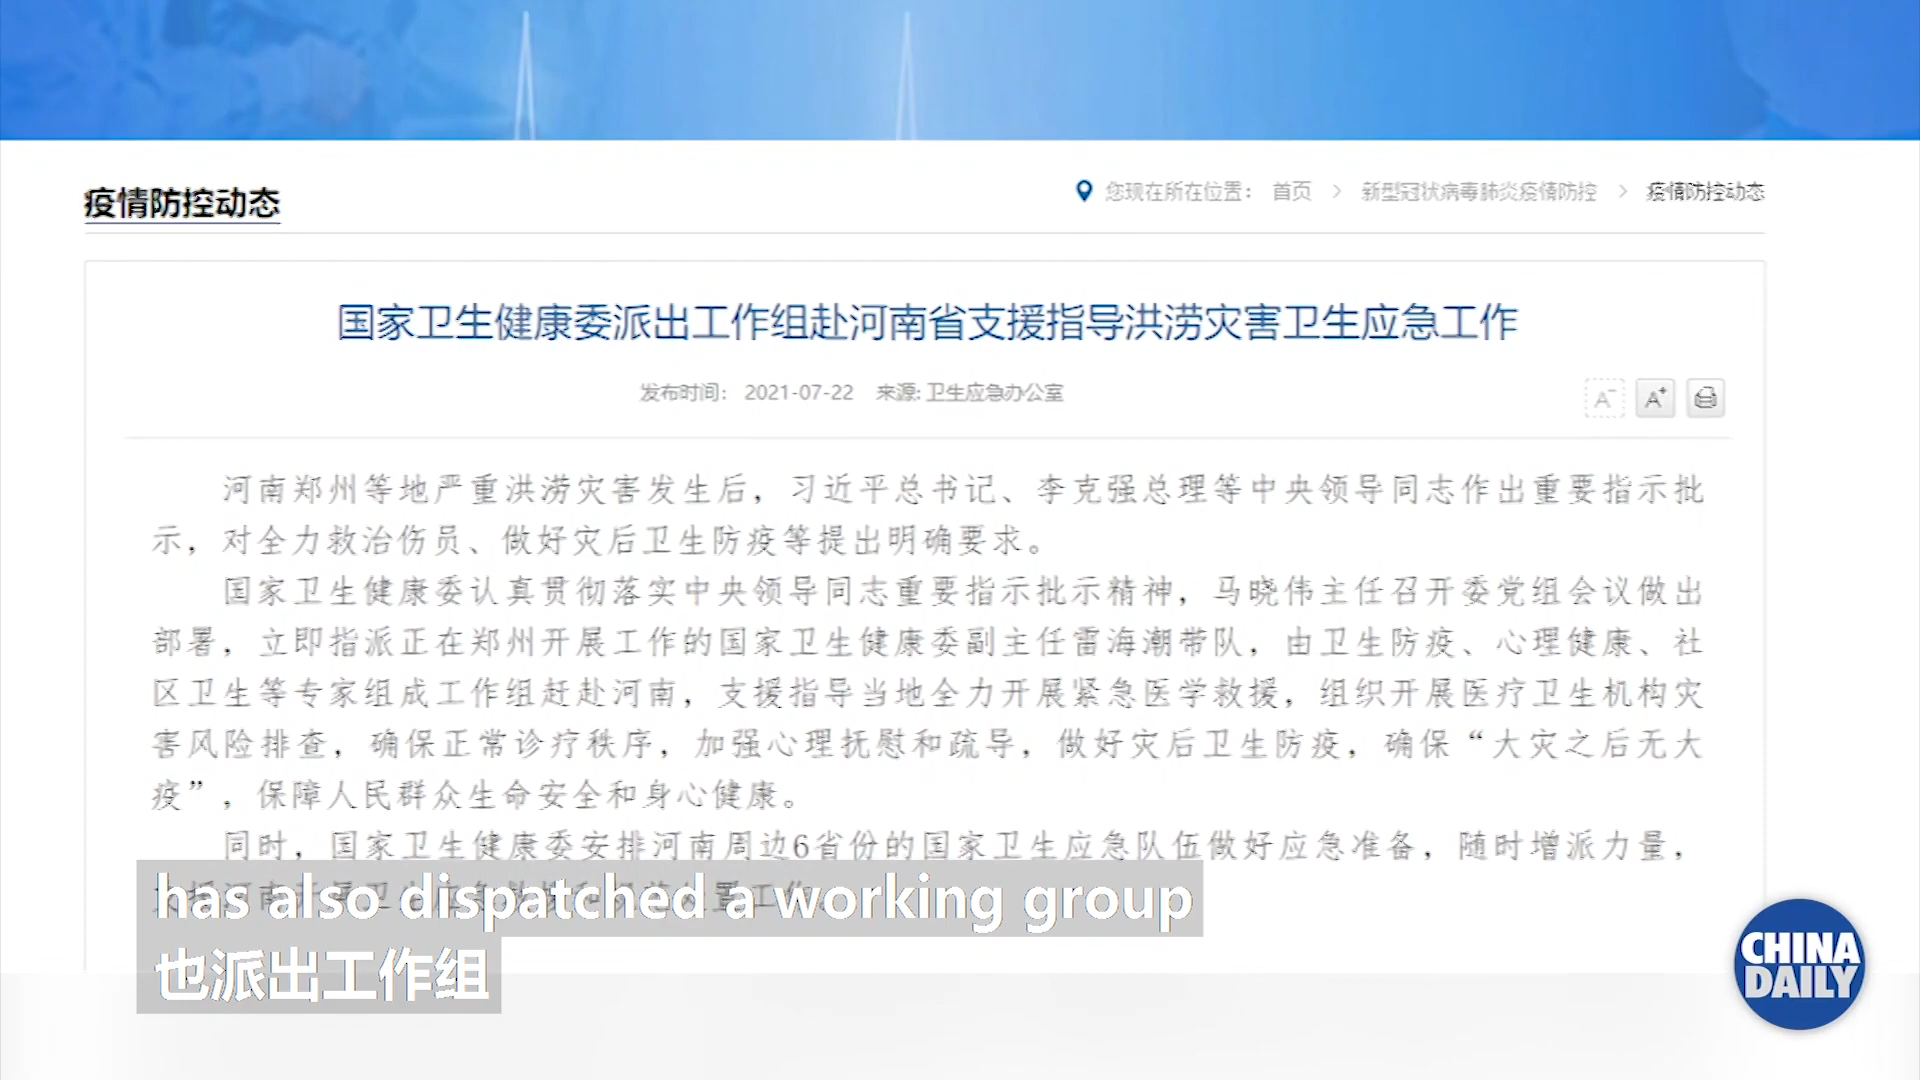 疫情防控动态
您现在所在位置： 首页 > 新型冠状病毒肺炎疫情防控 > 疫情防控动态
国家卫生健康委派出工作组赴河南省支援指导洪涝灾害卫生应急工作
发布时间： 2021-07-22 来源: 卫生应急办公室
A- A+
河南郑州等地严重洪涝灾害发生后，习近平总书记、李克强总理等中央领导同志作出重要指示批
示，对全力救治伤员、做好灾后卫生防疫等提出明确要求。
国家卫生健康委认真贯彻落实中央领导同志重要指示批示精神，马晓伟主任召开委党组会议做出
部署，立即指派正在郑州开展工作的国家卫生健康委副主任雷海潮带队，由卫生防疫、心理健康、社
区卫生等专家组成工作组赶赴河南，支援指导当地全力开展紧急医学救援，组织开展医疗卫生机构灾
害风险排查，确保正常诊疗秩序，加强心理抚慰和疏导，做好灾后卫生防疫，确保“大灾之后无大
疫”，保障人民群众生命安全和身心健康。
同时，国家卫生健康委安排河南周边6省份的国家卫生应急队伍做好应急准备，随时增派力量，
has also dispatched a working group
也派出工作组
CHINA
DAILY